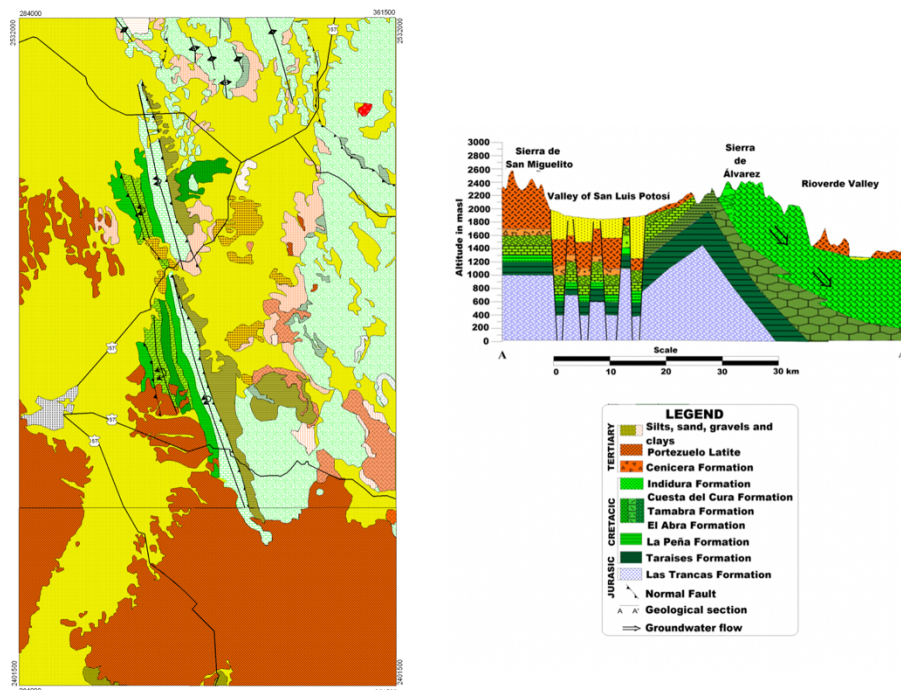 284000
361500
2532000
2532000
57
57
57
57
2401500
2401500
Sierra de
San Miguelito
Sierra
de
Álvarez
Valley of San Luis Potosí
Rioverde Valley
Altitude in masl
3000
2800
2600
2400
2200
2000
1800
1600
1400
1200
1000
800
600
400
200
0
A
A
Scale
0 10 20 30 km
LEGEND
TERTIARY
Silts, sand, gravels and
clays
Portezuelo Latite
Cenicera Formation
CRETACIC
Indidura Formation
Cuesta del Cura Formation
Tamabra Formation
El Abra Formation
La Peña Formation
JURASIC
Taraises Formation
Las Trancas Formation
Normal Fault
A A' Geological section
Groundwater flow